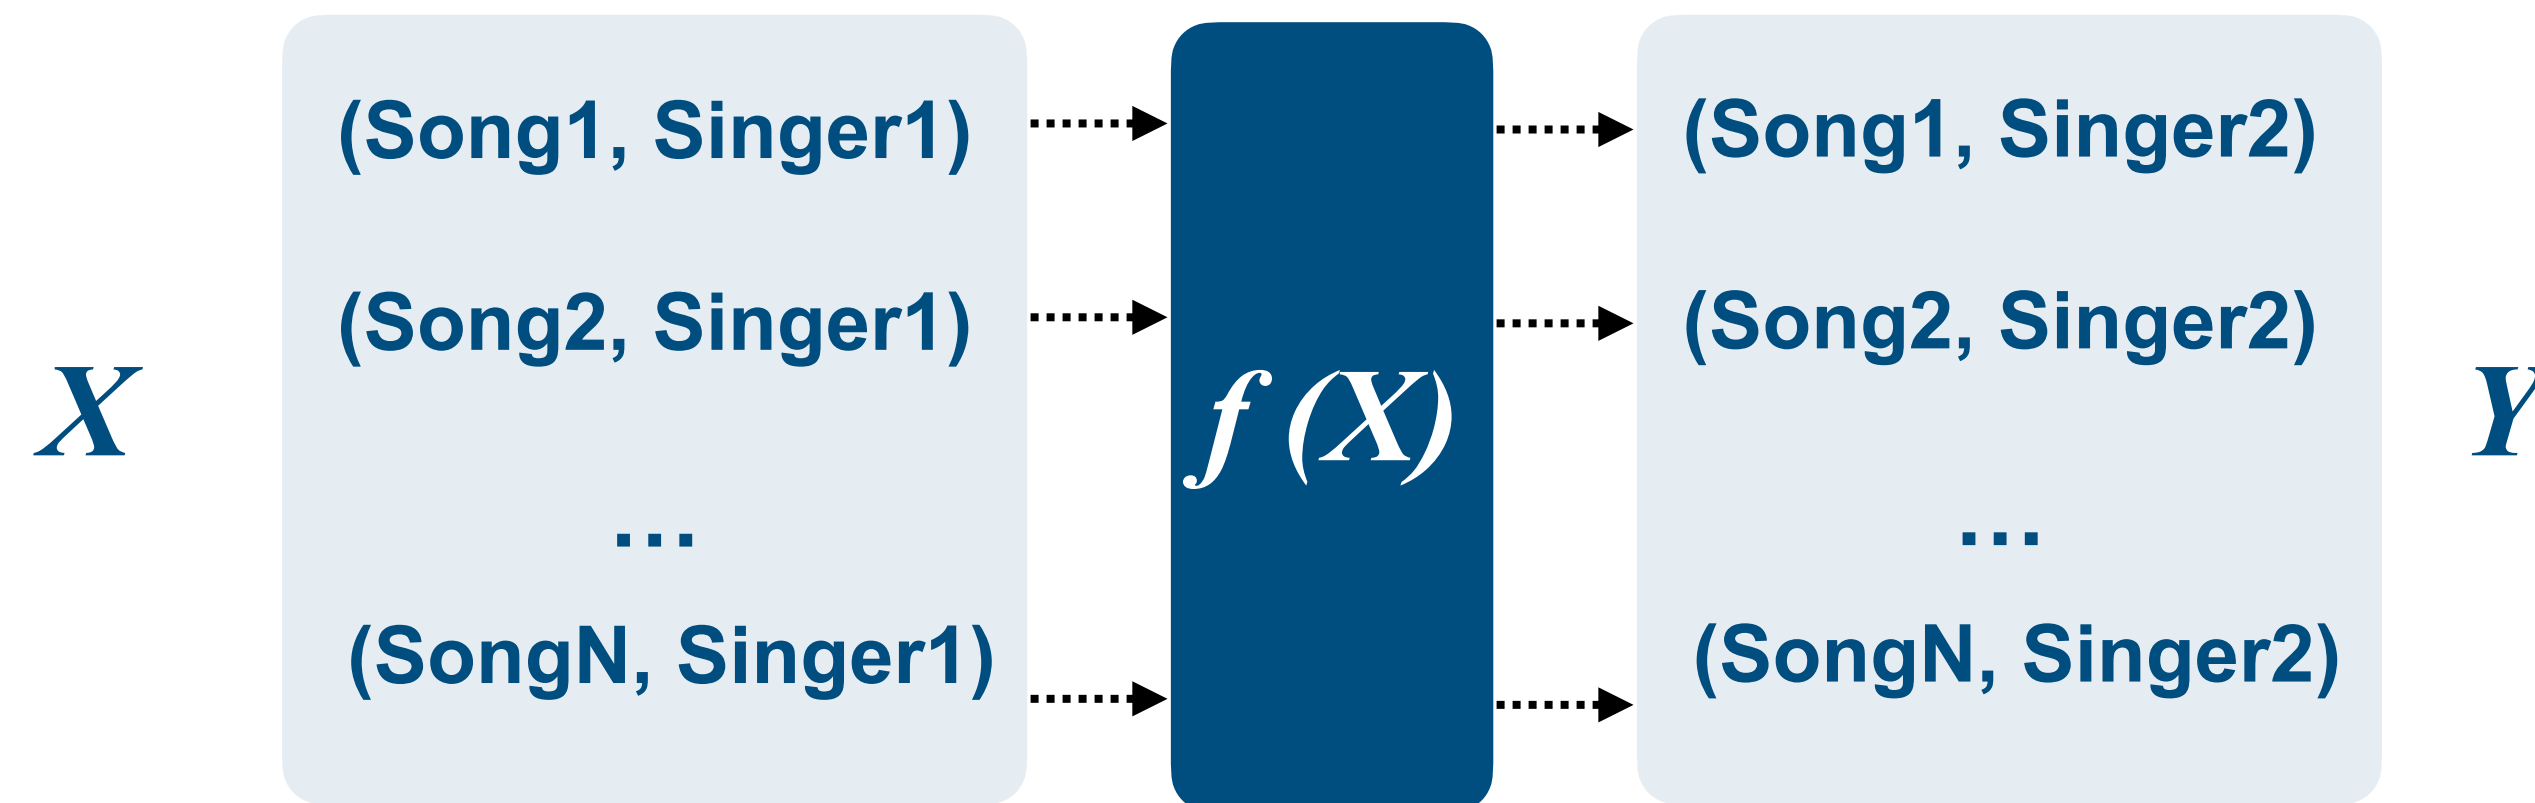 (Song1, Singer1)
(Song2, Singer1)
...
(SongN, Singer1)
X
f (X)
(Song1, Singer2)
(Song2, Singer2)
...
(SongN, Singer2)
Y